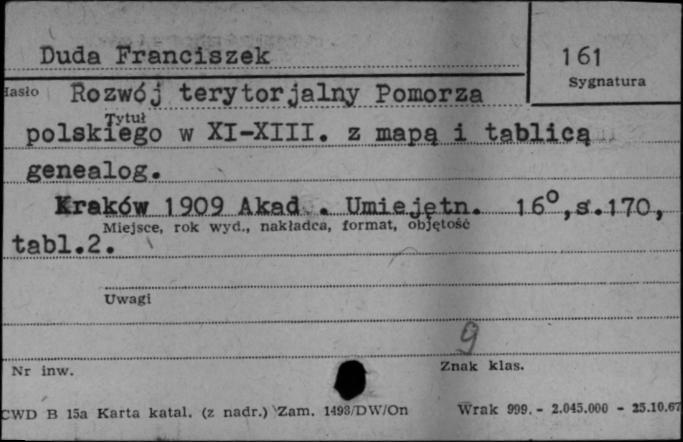 Duda Franciszek
161
Sygnatura
Hasło Rozwój terytorjalny Pomorza
Tytuł
polskiego w XI-XIII. z mapą i tablicą
genealog.
Kraków 1909 Akad. Umiejętn. 16°,s.170,
Miejsce, rok wyd., nakładca, format, objętość
tabl.2.
Uwagi
9
Nr inw.
Znak klas.
CWD B 15a Karta katal. (z nadr.) Zam. 1498/DW/On
Wrak 999. - 2.045.000 - 25.10.67